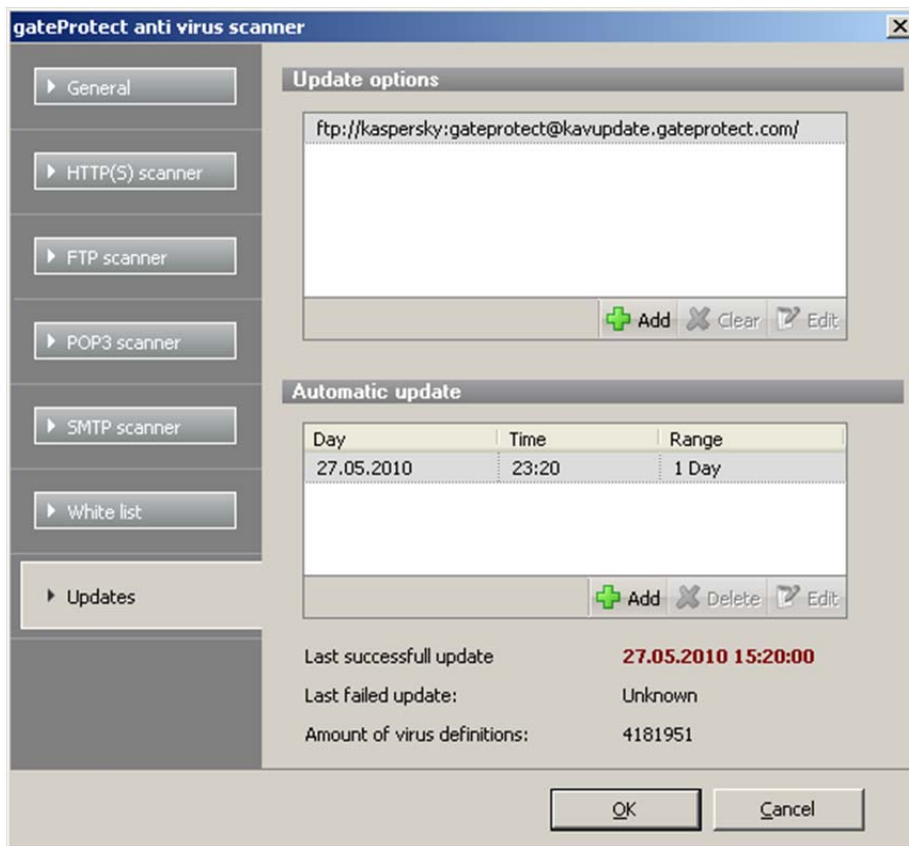 gateProtect anti virus scanner
General
HTTP(S) scanner
FTP scanner
POP3 scanner
SMTP scanner
White list
Updates
Update options
ftp://kaspersky:gateprotect@kavupdate.gateprotect.com/
Add Clear Edit
Automatic update
Day Time Range
27.05.2010 23:20 1 Day
Add Delete Edit
Last successfull update 27.05.2010 15:20:00
Last failed update: Unknown
Amount of virus definitions: 4181951
OK Cancel